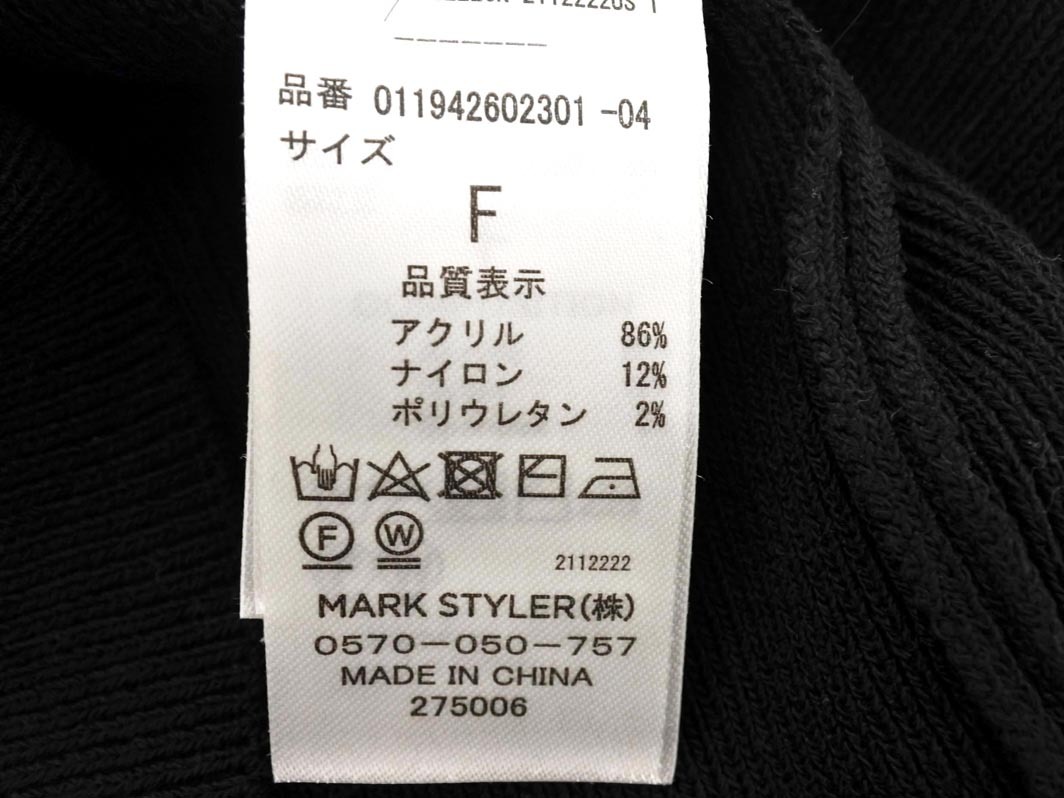 品番 011942602301 -04
サイズ
F
品質表示
アクリル 86%
ナイロン 12%
ポリウレタン 2%
F W
2112222
MARK STYLER(株)
0570-050-757
MADE IN CHINA
275006